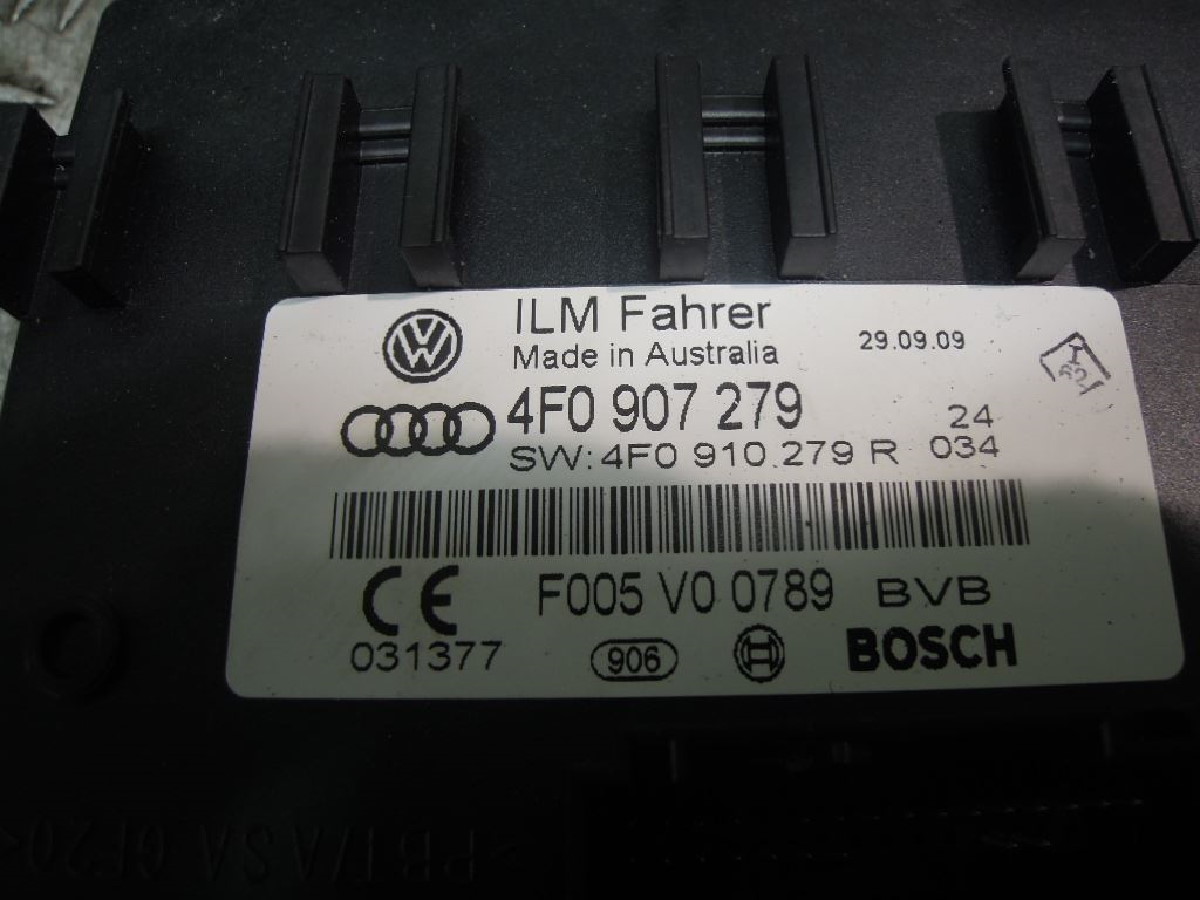 ILM Fahrer
Made in Australia
29.09.09
4F0 907 279
24
SW: 4F0 910.279 R 034
CE
F005 V0 0789 BVB
031377
906
BOSCH